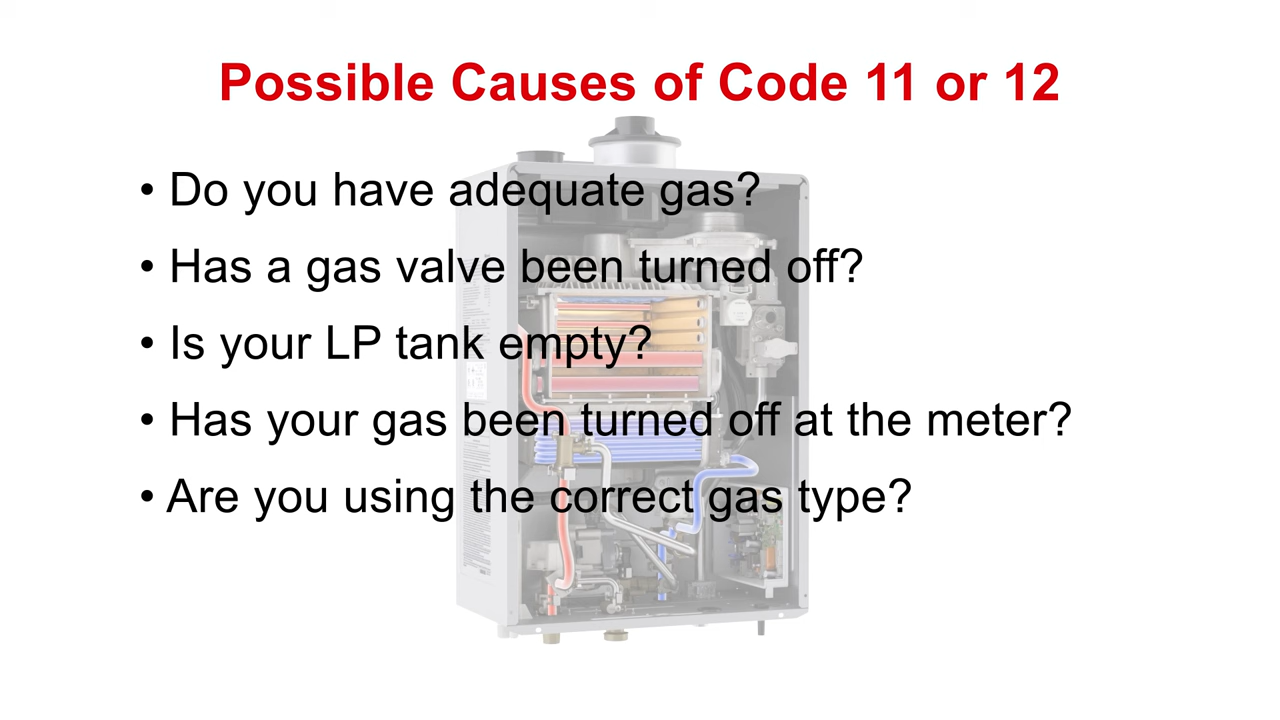 Possible Causes of Code 11 or 12
• Do you have adequate gas?
• Has a gas valve been turned off?
• Is your LP tank empty?
• Has your gas been turned off at the meter?
• Are you using the correct gas type?